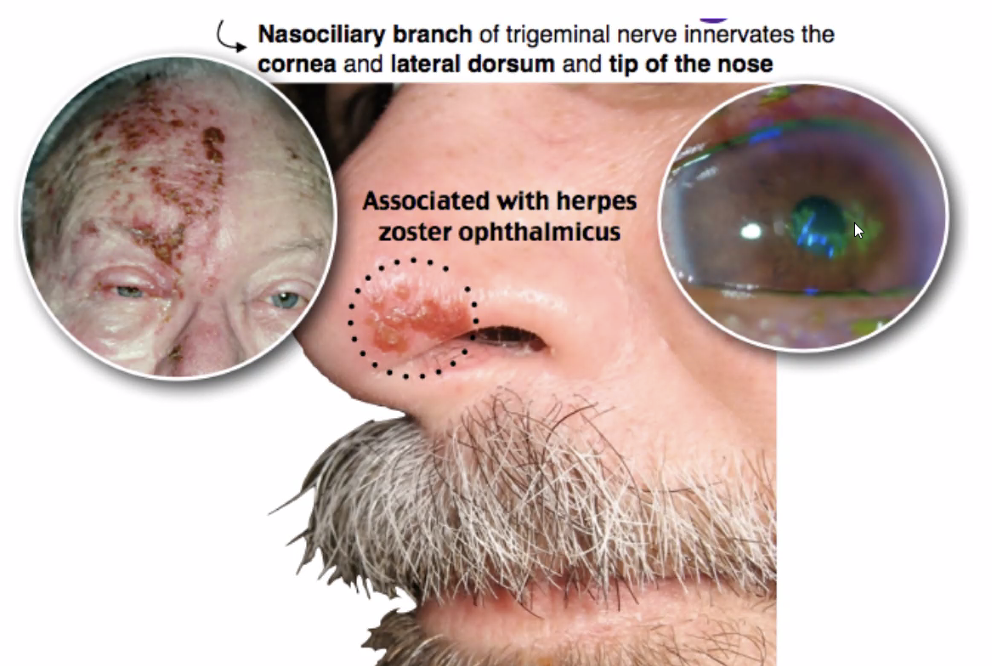 Nasociliary branch of trigeminal nerve innervates the
cornea and lateral dorsum and tip of the nose
Associated with herpes
zoster ophthalmicus